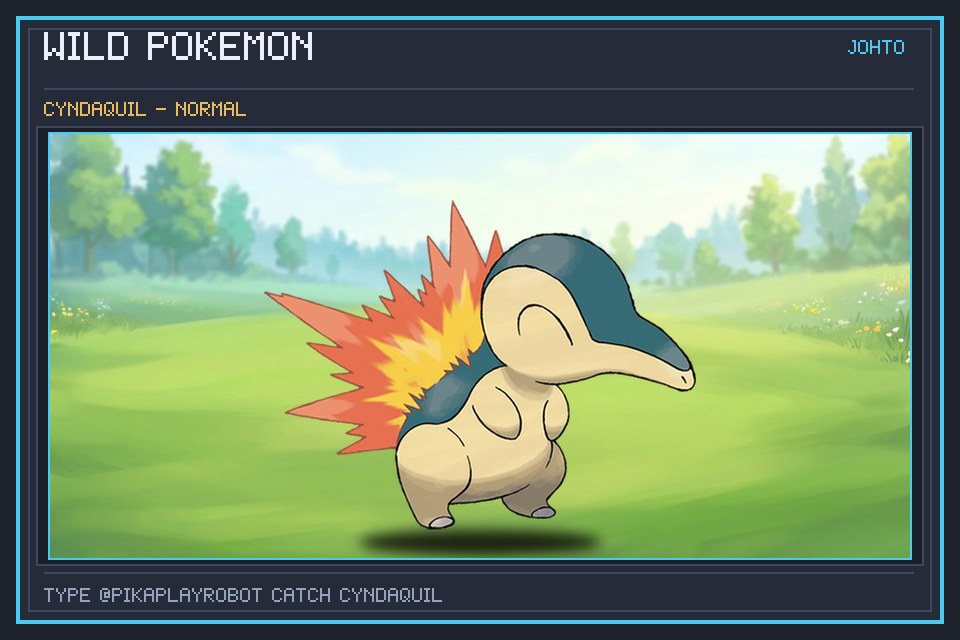 WILD POKEMON
JOHTO
CYNDAQUIL - NORMAL
TYPE @PIKAPLAYROBOT CATCH CYNDAQUIL